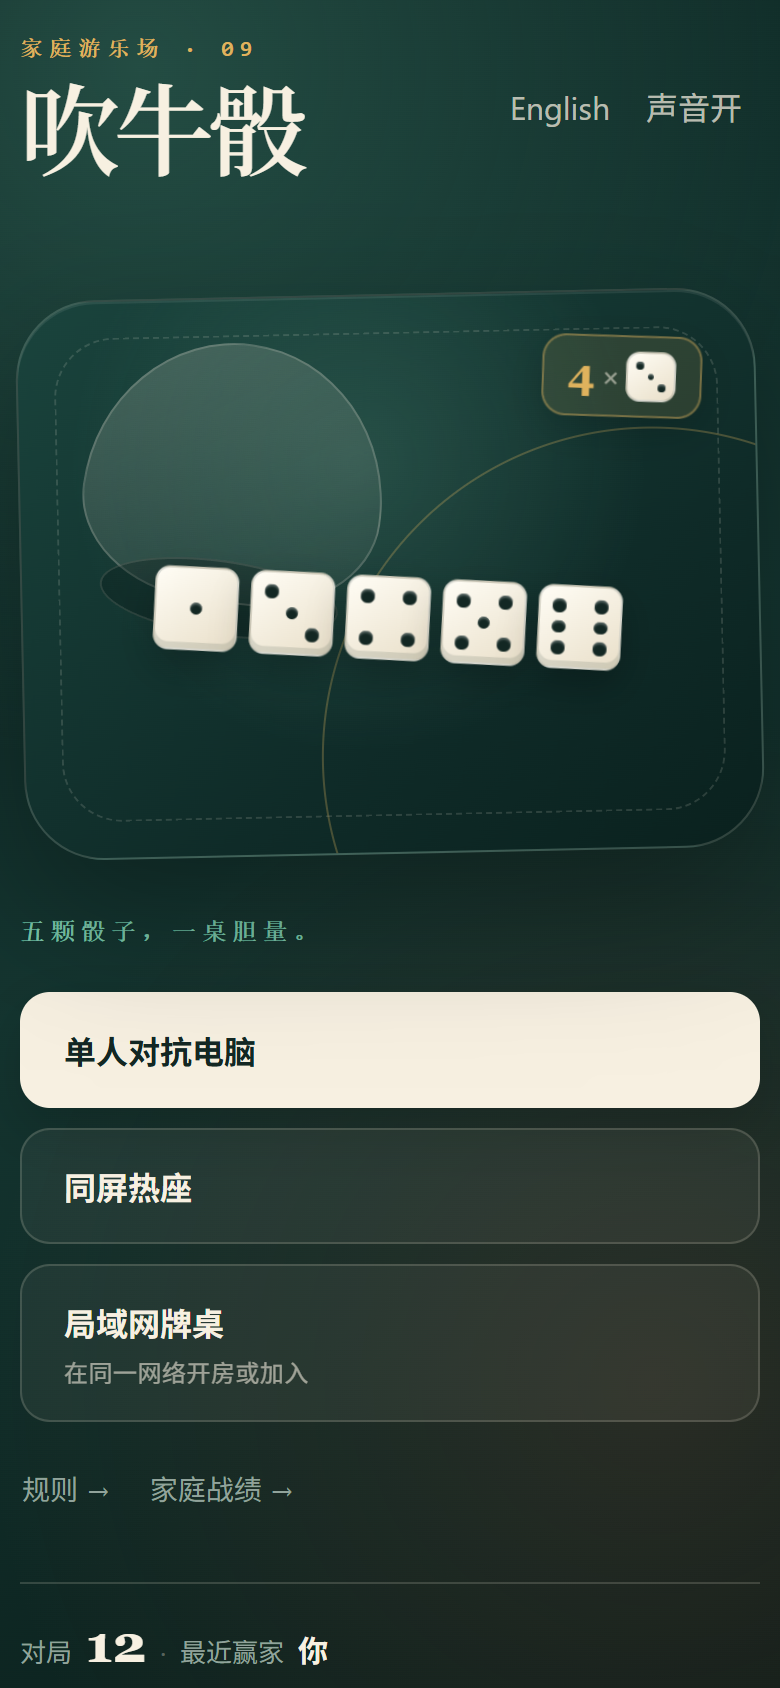 家庭游乐场 · 09
吹牛骰
English 声音开
4 ×
五颗骰子，一桌胆量。
单人对抗电脑
同屏热座
局域网牌桌
在同一网络开房或加入
规则 → 家庭战绩 →
对局 12 · 最近赢家 你